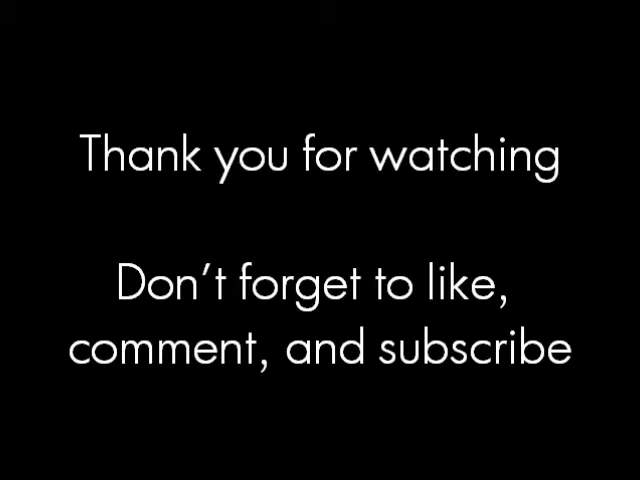 Thank you for watching
Don’t forget to like,
comment, and subscribe